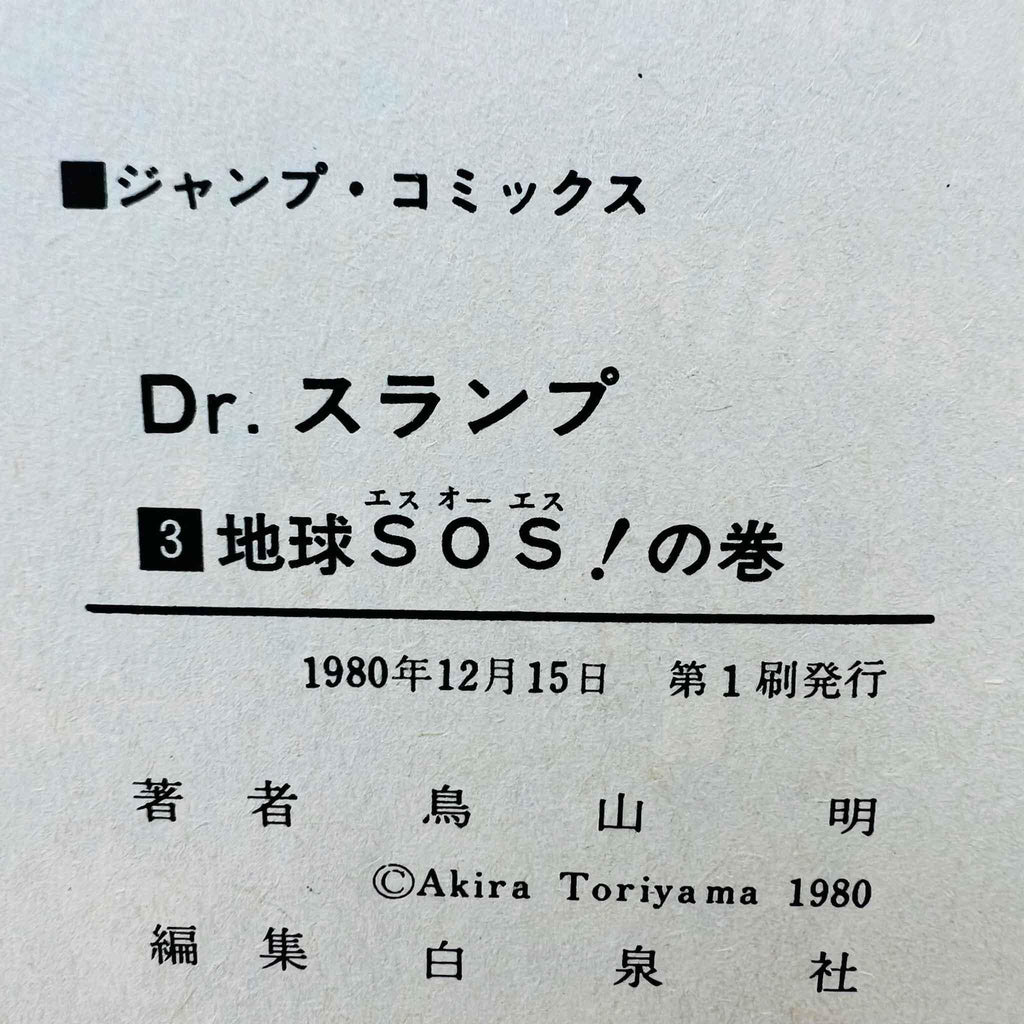 ■ジャンプ・コミックス
Dr.スランプ
エス オー エス
3 地球SOS!の巻
1980年12月15日 第1刷発行
著者 鳥山明
©Akira Toriyama 1980
編集 白泉社